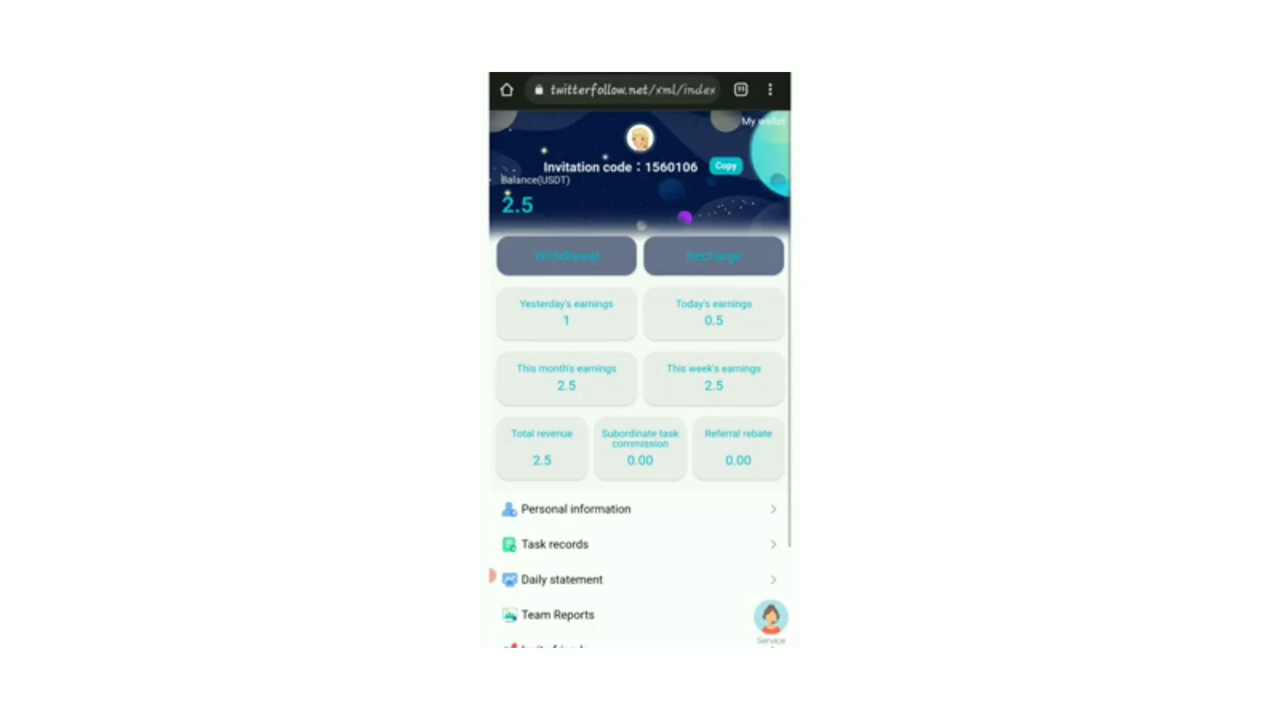 twitterfollow.net/xml/index
My wallet
Invitation code：1560106
Copy
Balance(USDT)
2.5
Withdrawal
Recharge
Yesterday's earnings
1
Today's earnings
0.5
This month's earnings
2.5
This week's earnings
2.5
Total revenue
2.5
Subordinate task
commission
0.00
Referral rebate
0.00
Personal information
Task records
Daily statement
Team Reports
Service